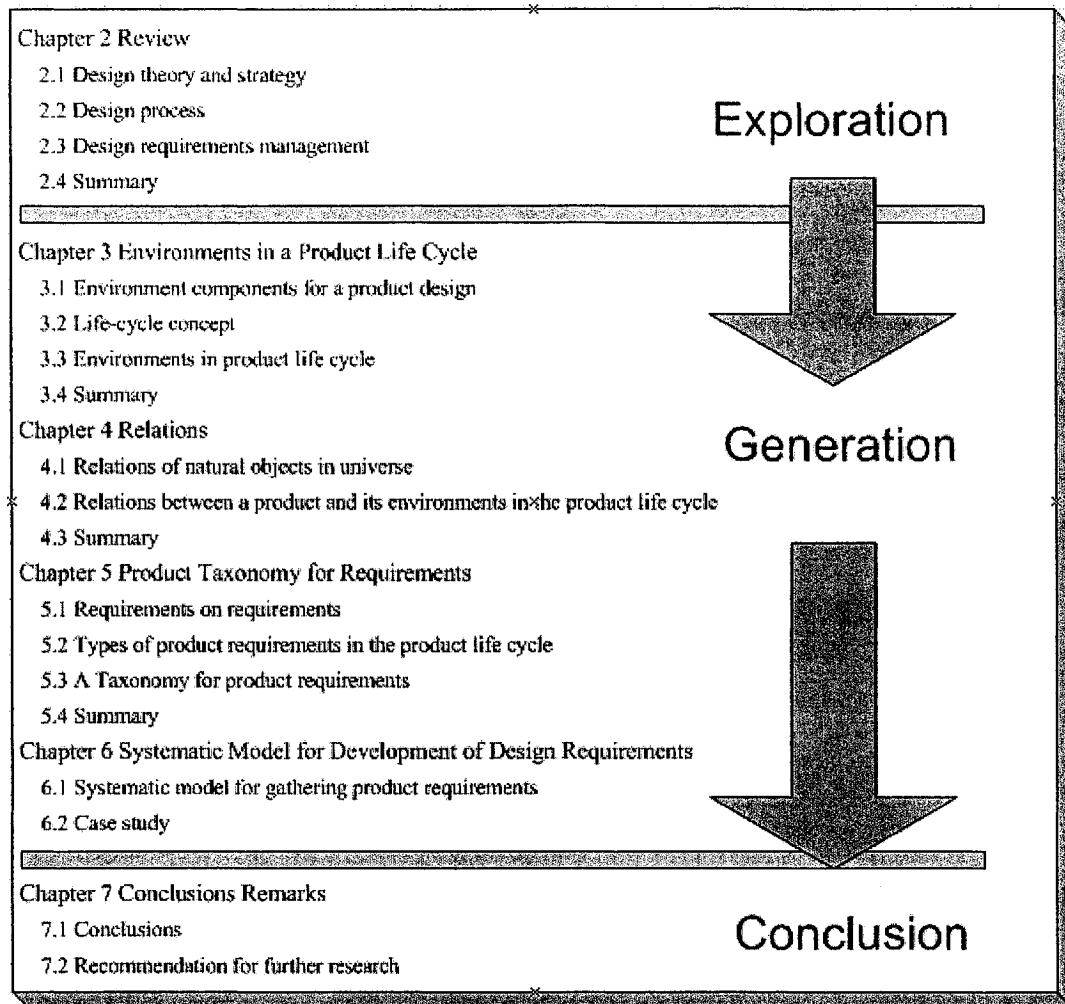 Chapter 2 Review
2.1 Design theory and strategy
2.2 Design process
2.3 Design requirements management
2.4 Summary
Exploration
Chapter 3 Environments in a Product Life Cycle
3.1 Environment components for a product design
3.2 Life-cycle concept
3.3 Environments in product life cycle
3.4 Summary
Chapter 4 Relations
4.1 Relations of natural objects in universe
4.2 Relations between a product and its environments in the product life cycle
4.3 Summary
Chapter 5 Product Taxonomy for Requirements
5.1 Requirements on requirements
5.2 Types of product requirements in the product life cycle
5.3 A Taxonomy for product requirements
5.4 Summary
Chapter 6 Systematic Model for Development of Design Requirements
6.1 Systematic model for gathering product requirements
6.2 Case study
Generation
Chapter 7 Conclusions Remarks
7.1 Conclusions
7.2 Recommendation for further research
Conclusion